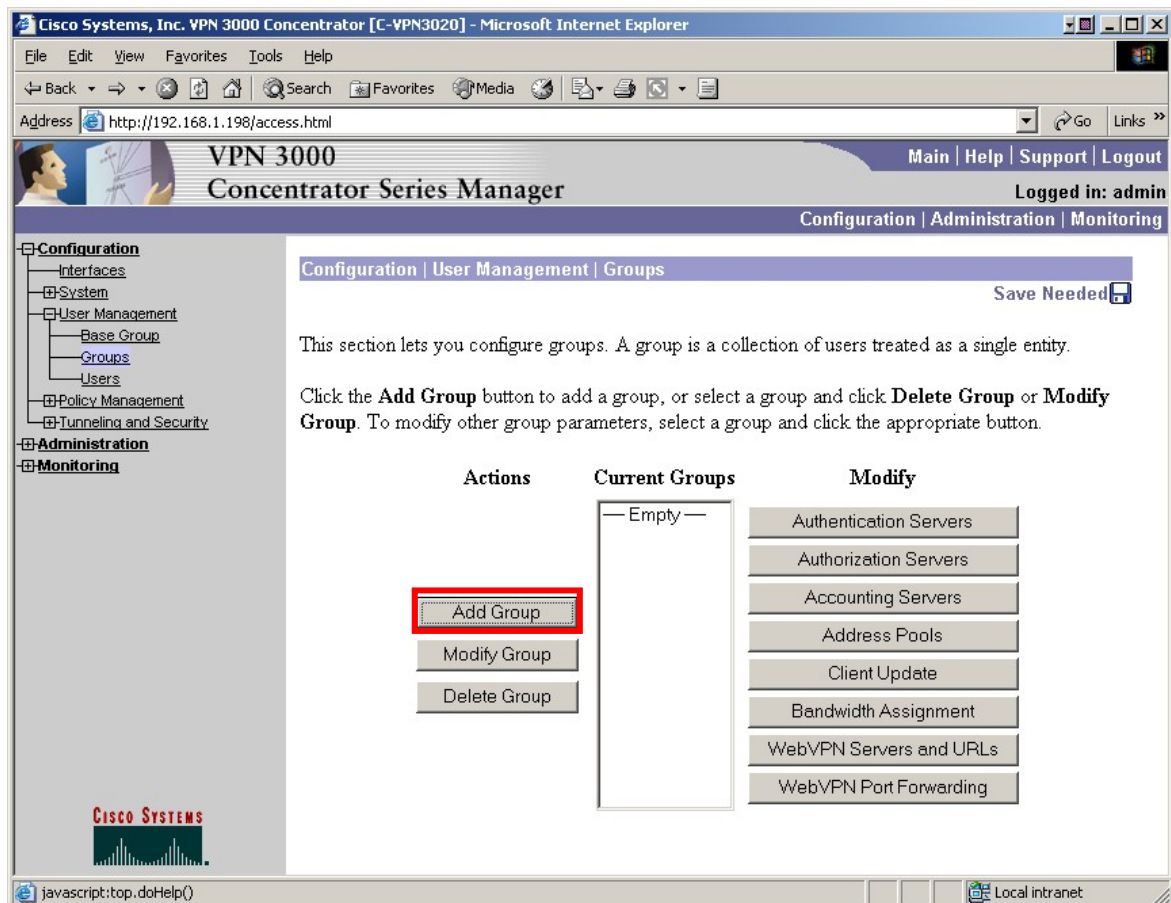 Cisco Systems, Inc. VPN 3000 Concentrator [C-VPN3020] - Microsoft Internet Explorer
File Edit View Favorites Tools Help
Back Search Favorites Media
Address http://192.168.1.198/access.html Go Links »
VPN 3000
Concentrator Series Manager
Main | Help | Support | Logout
Logged in: admin
Configuration | Administration | Monitoring
Configuration
Interfaces
System
User Management
Base Group
Groups
Users
Policy Management
Tunneling and Security
Administration
Monitoring
Configuration | User Management | Groups
Save Needed
This section lets you configure groups. A group is a collection of users treated as a single entity.
Click the Add Group button to add a group, or select a group and click Delete Group or Modify
Group. To modify other group parameters, select a group and click the appropriate button.
Actions
Add Group
Modify Group
Delete Group
Current Groups
— Empty —
Modify
Authentication Servers
Authorization Servers
Accounting Servers
Address Pools
Client Update
Bandwidth Assignment
WebVPN Servers and URLs
WebVPN Port Forwarding
CISCO SYSTEMS
javascript:top.doHelp()
Local intranet